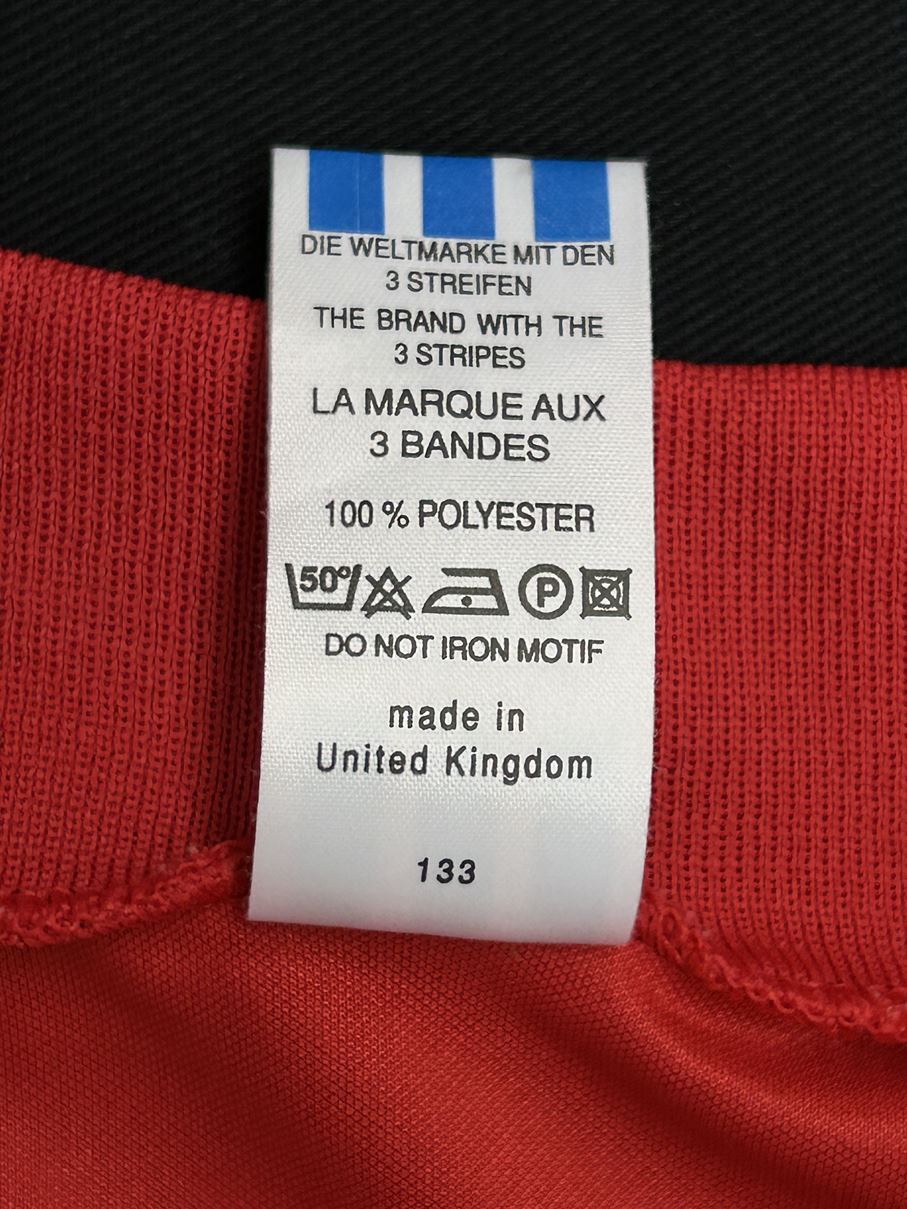 DIE WELTMARKE MIT DEN
3 STREIFEN
THE BRAND WITH THE
3 STRIPES
LA MARQUE AUX
3 BANDES
100 % POLYESTER
50° P
DO NOT IRON MOTIF
made in
United Kingdom
133